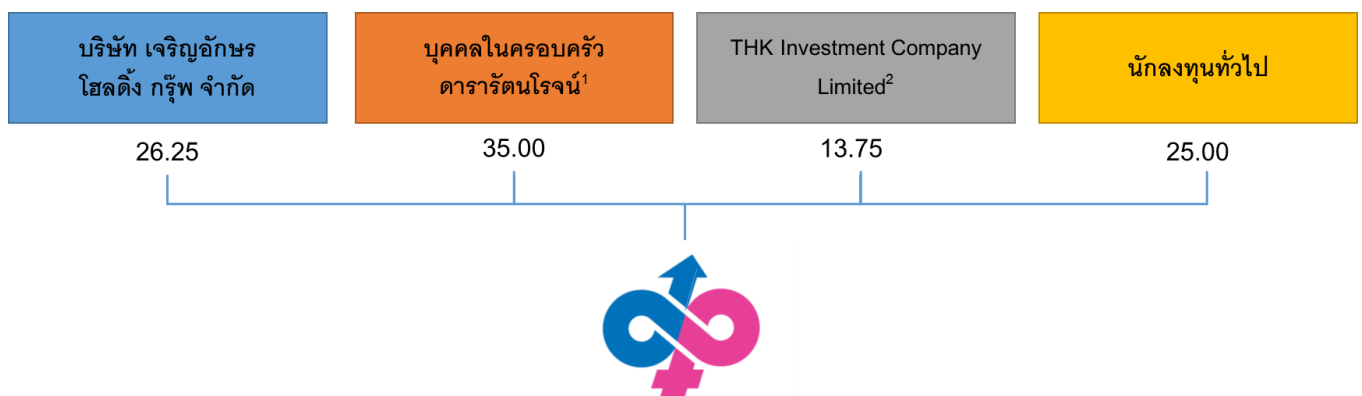 บริษัท เจริญอักษร
โฮลดิ้ง กรุ๊พ จำกัด
บุคคลในครอบครัว
ดารารัตนโรจน์¹
THK Investment Company
Limited²
นักลงทุนทั่วไป
26.25
35.00
13.75
25.00